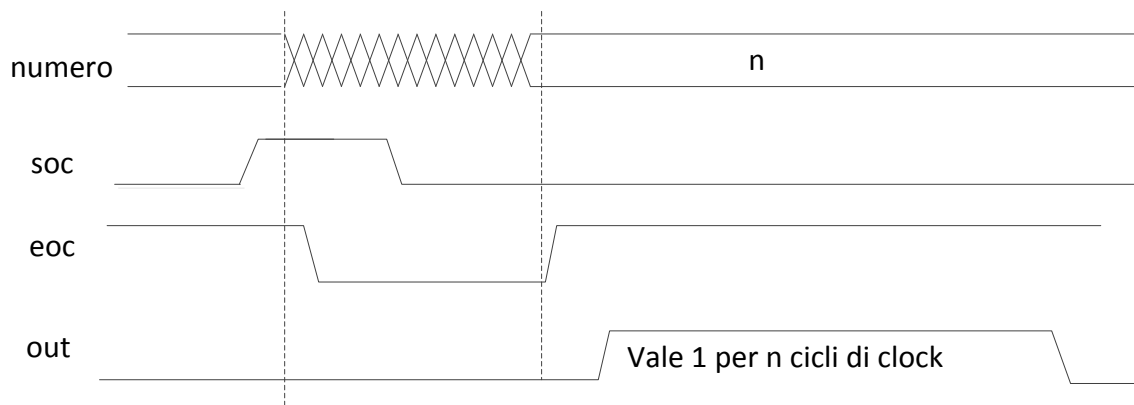 numero
n
soc
eoc
out
Vale 1 per n cicli di clock